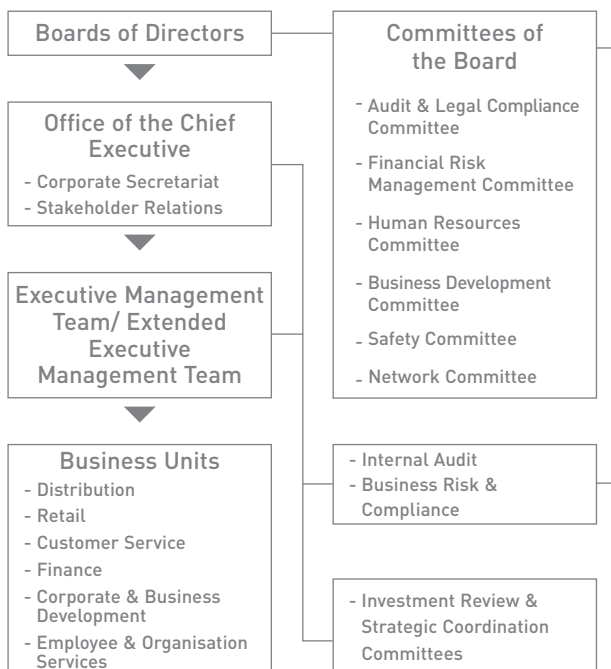 Boards of Directors
Office of the Chief
Executive
- Corporate Secretariat
- Stakeholder Relations
Executive Management
Team/ Extended
Executive
Management Team
Business Units
- Distribution
- Retail
- Customer Service
- Finance
- Corporate & Business
Development
- Employee & Organisation
Services
Committees of
the Board
- Audit & Legal Compliance
Committee
- Financial Risk
Management Committee
- Human Resources
Committee
- Business Development
Committee
- Safety Committee
- Network Committee
- Internal Audit
- Business Risk &
Compliance
- Investment Review &
Strategic Coordination
Committees